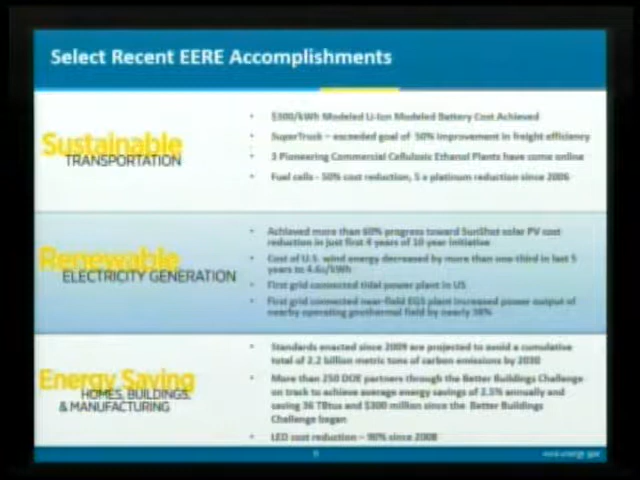 Select Recent EERE Accomplishments
Sustainable
TRANSPORTATION
• $300/kWh Modeled Li-Ion Modeled Battery Cost Achieved
• SuperTruck – exceeded goal of 50% improvement in freight efficiency
• 3 Pioneering Commercial Cellulosic Ethanol Plants have come online
• Fuel cells - 50% cost reduction, 5 x platinum reduction since 2006
Renewable
ELECTRICITY GENERATION
• Achieved more than 60% progress toward SunShot solar PV cost
reduction in just first 4 years of 10 year initiative
• Cost of U.S. wind energy decreased by more than one-third in last 5
years to 4.6¢/kWh
• First grid connected tidal power plant in US
• First grid connected near-field EGS plant increased power output of
nearby operating geothermal field by nearly 38%
Energy Saving
HOMES, BUILDINGS,
& MANUFACTURING
• Standards enacted since 2009 are projected to avoid a cumulative
total of 2.2 billion metric tons of carbon emissions by 2030
• More than 250 DOE partners through the Better Buildings Challenge
on track to achieve average energy savings of 2.5% annually and
saving 36 TBtus and $300 million since the Better Buildings
Challenge began
• LED cost reduction – 90% since 2008